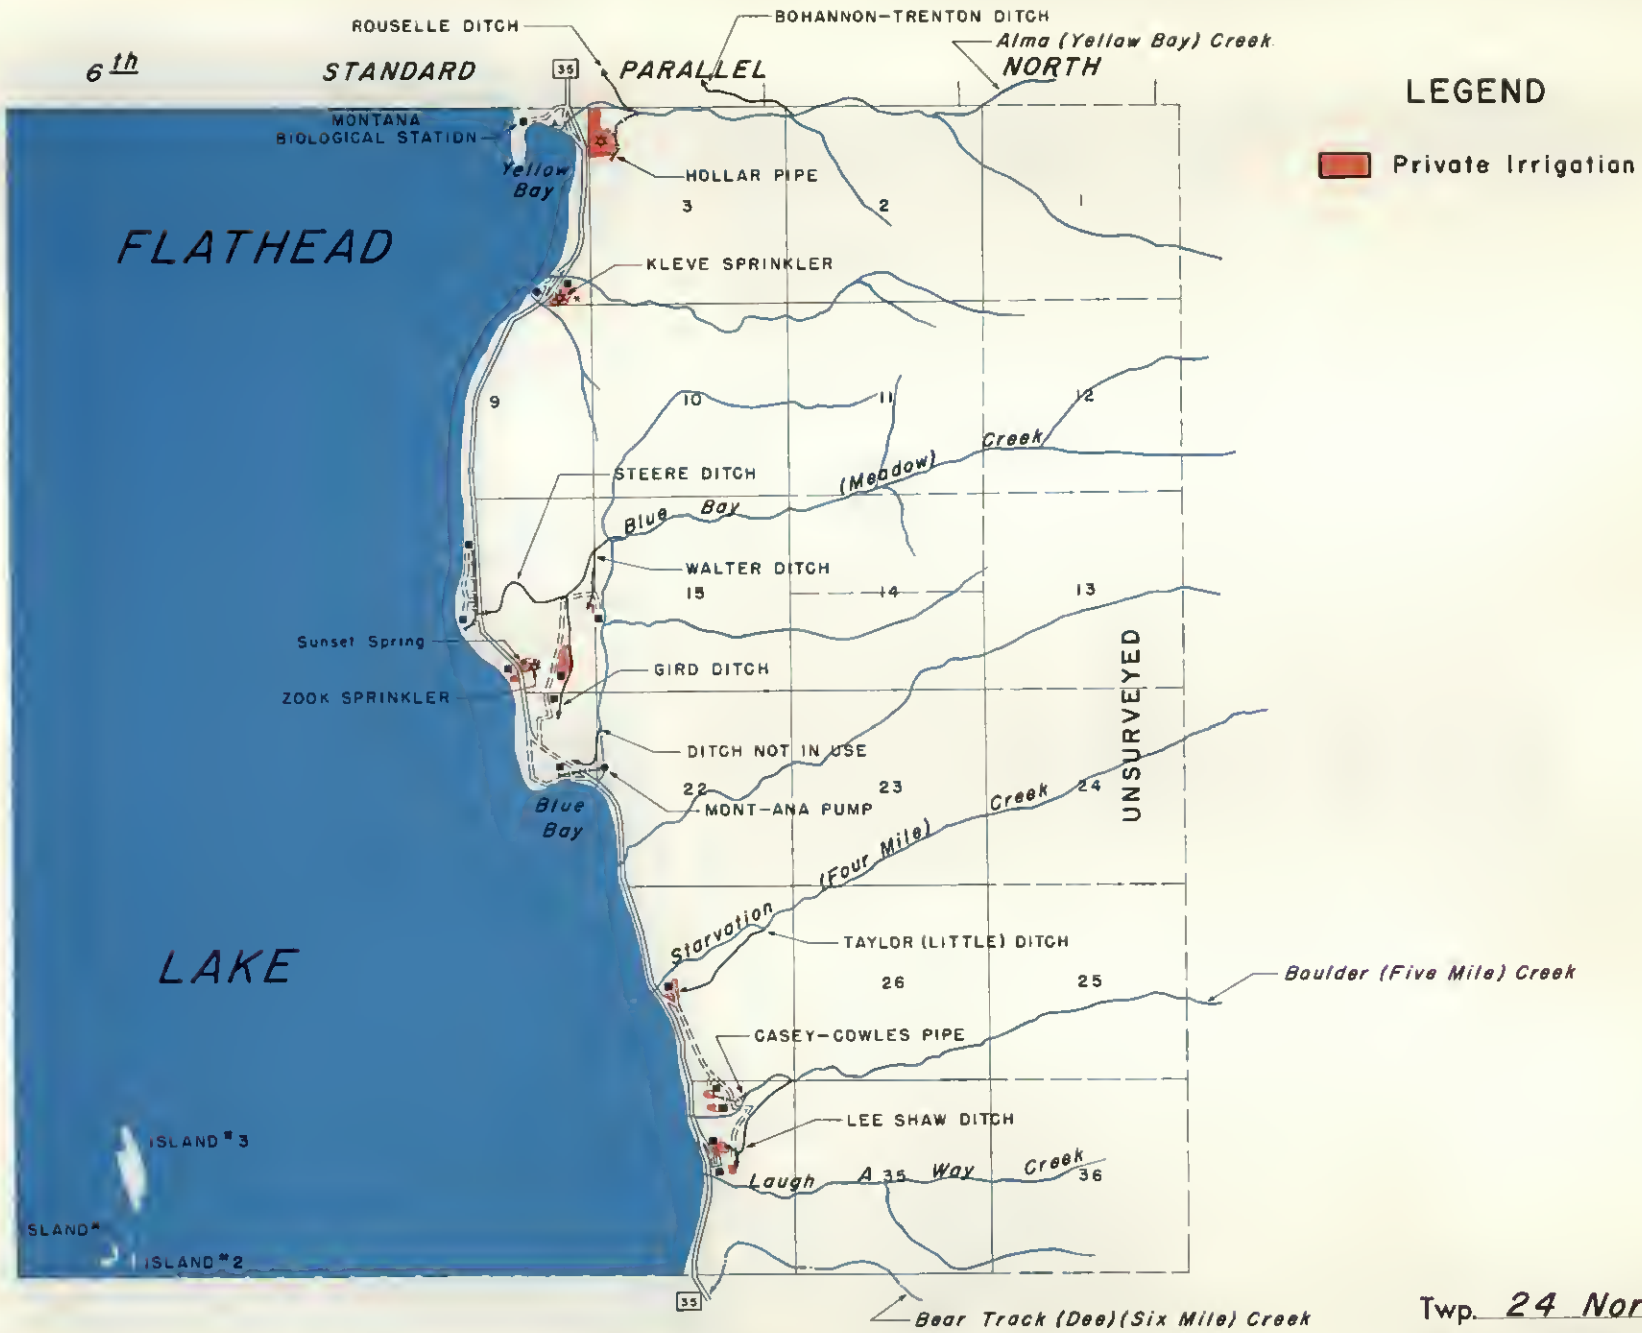 ROUSELLE DITCH
BOHANNON-TRENTON DITCH
Alma (Yellow Bay) Creek
6th STANDARD PARALLEL NORTH
35
LEGEND
Private Irrigation
MONTANA
BIOLOGICAL STATION
Yellow
Bay
HOLLAR PIPE
3
2
1
FLATHEAD
KLEVE SPRINKLER
9
10
11
12
Blue Bay (Meadow) Creek
STEERE DITCH
WALTER DITCH
15
14
13
Sunset Spring
GIRD DITCH
ZOOK SPRINKLER
UNSURVEYED
DITCH NOT IN USE
22
23
24
MONT-ANA PUMP
Blue
Bay
Starvation (Four Mile) Creek
TAYLOR (LITTLE) DITCH
LAKE
26
25
Boulder (Five Mile) Creek
CASEY-COWLES PIPE
LEE SHAW DITCH
ISLAND #3
Laugh A Way Creek
35
36
SLAND #
ISLAND #2
35
Bear Track (Dee)(Six Mile) Creek
Twp. 24 Nor